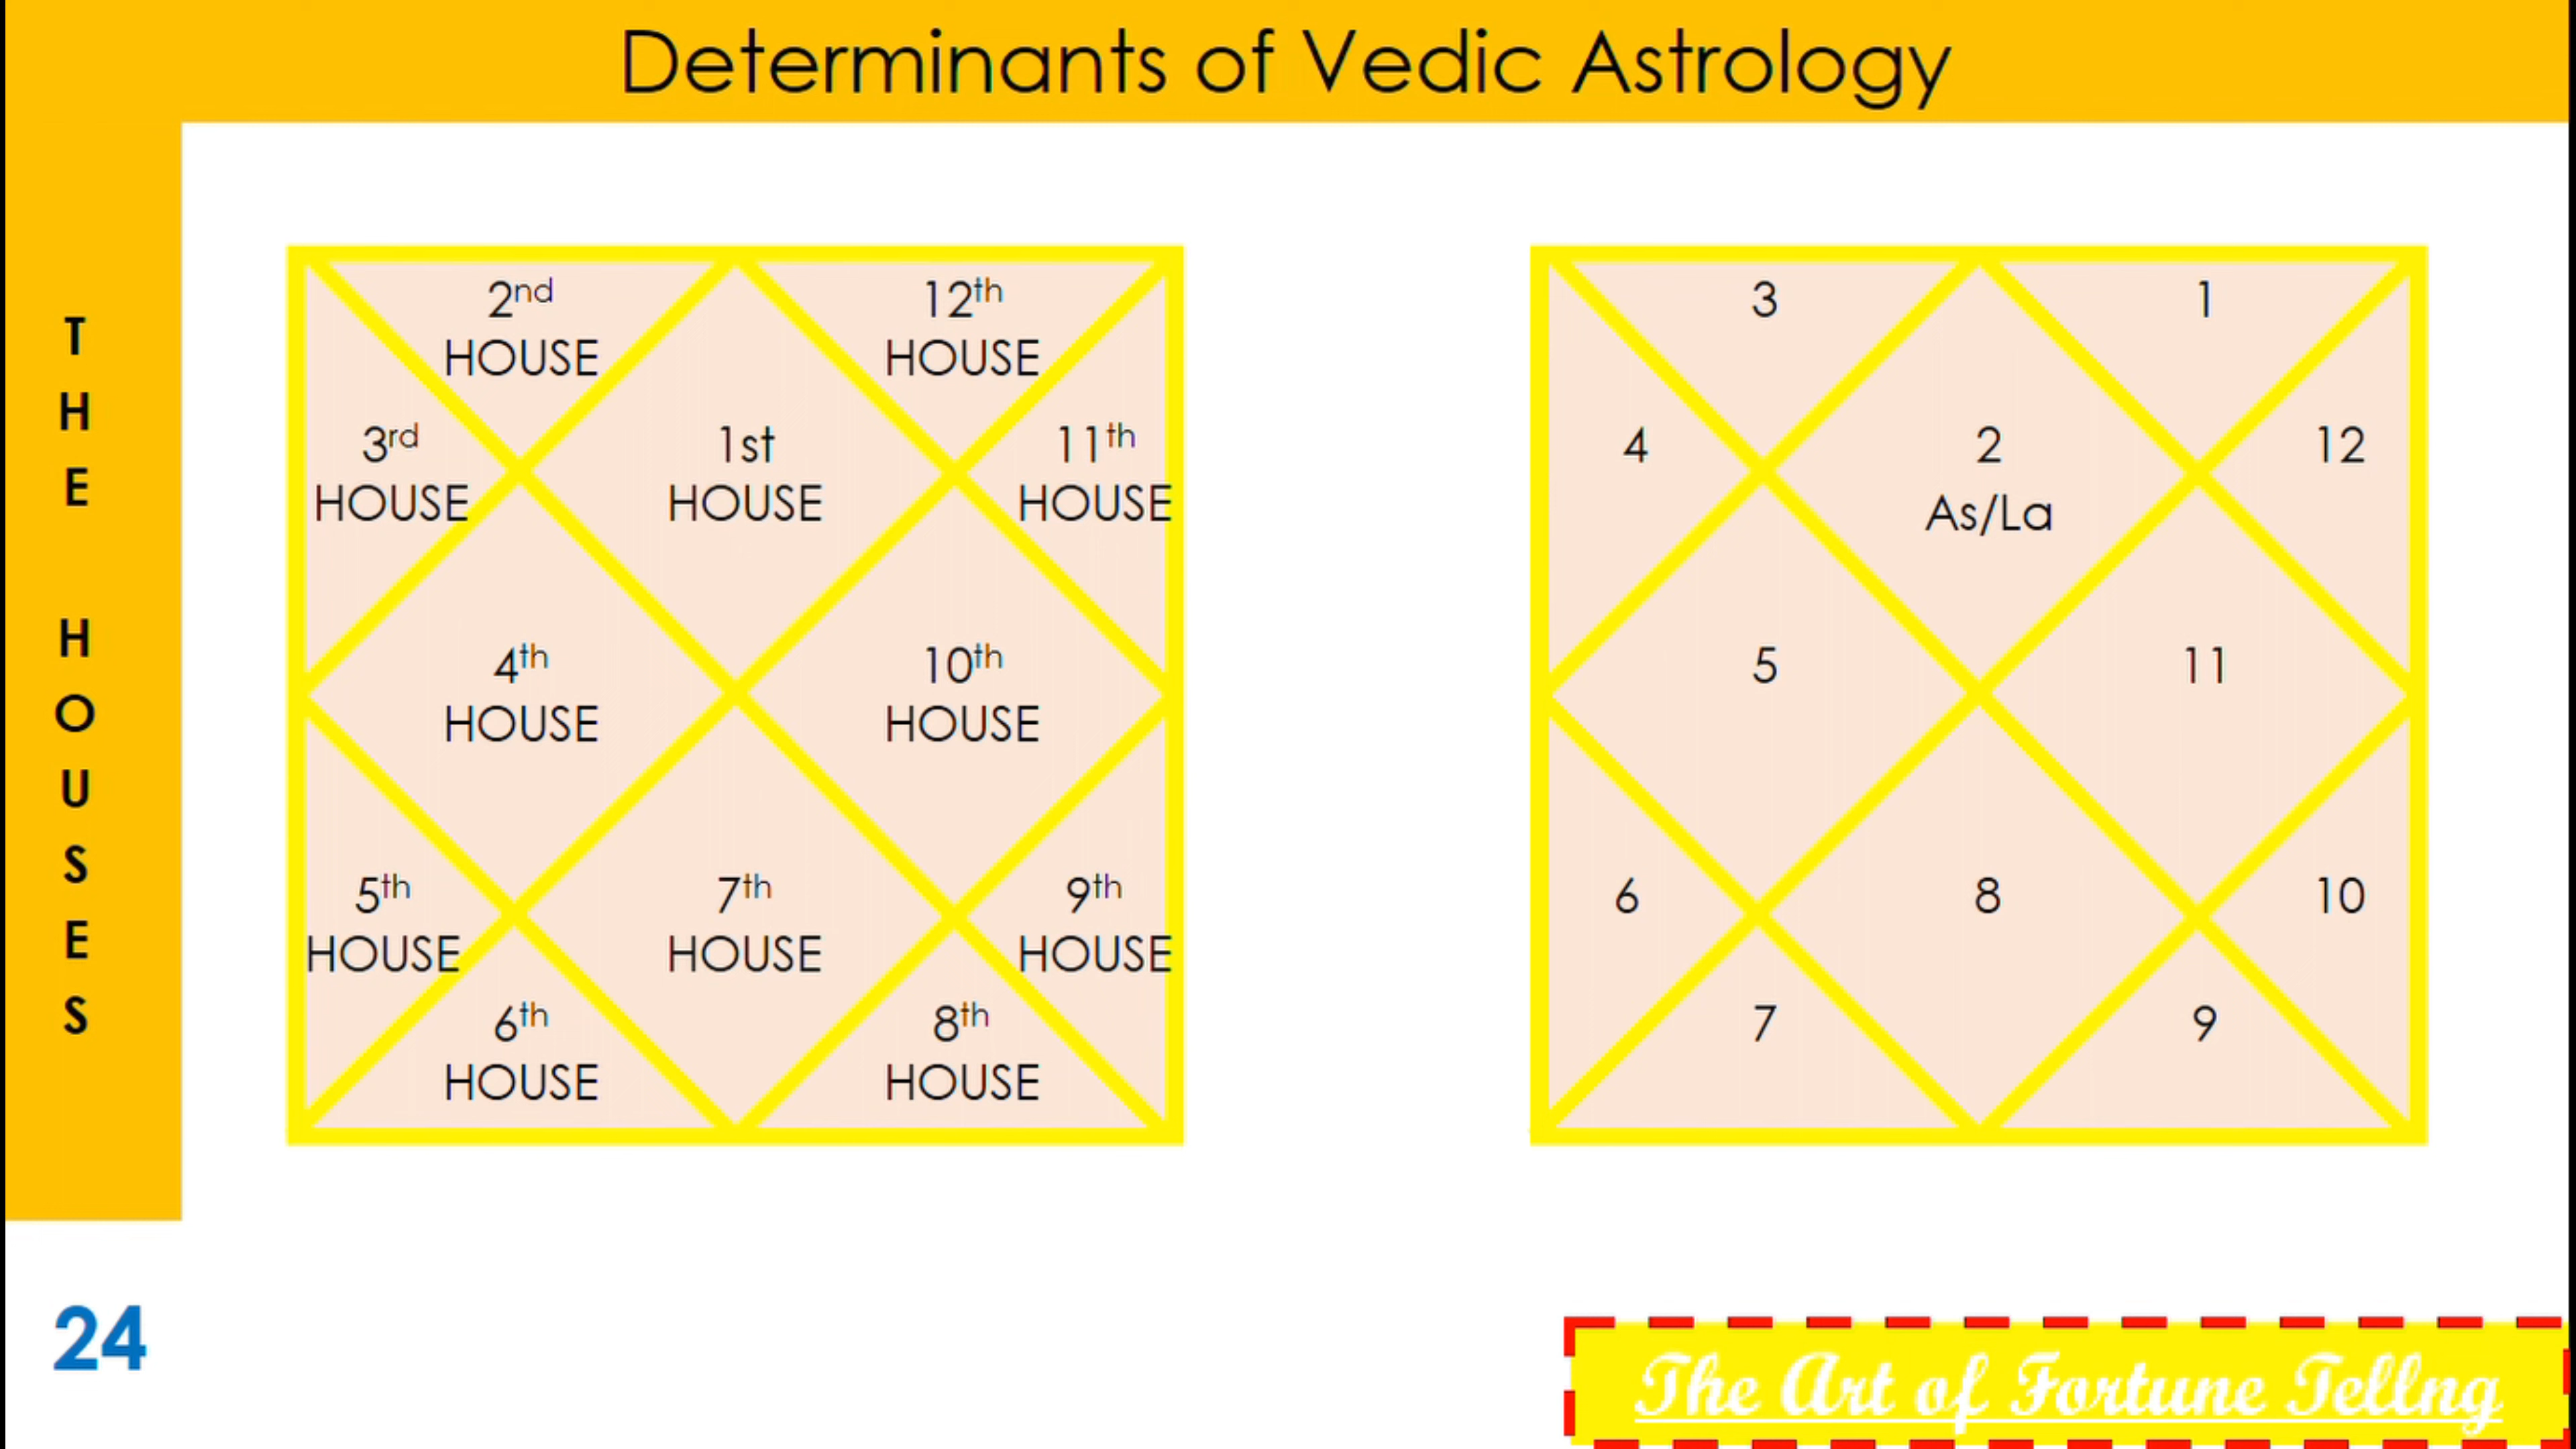 Determinants of Vedic Astrology
THE HOUSES
2nd HOUSE
12th HOUSE
3rd HOUSE
1st HOUSE
11th HOUSE
4th HOUSE
10th HOUSE
5th HOUSE
7th HOUSE
9th HOUSE
6th HOUSE
8th HOUSE
3
1
4
2
As/La
12
5
11
6
8
10
7
9
24
The Art of Fortune Tellng